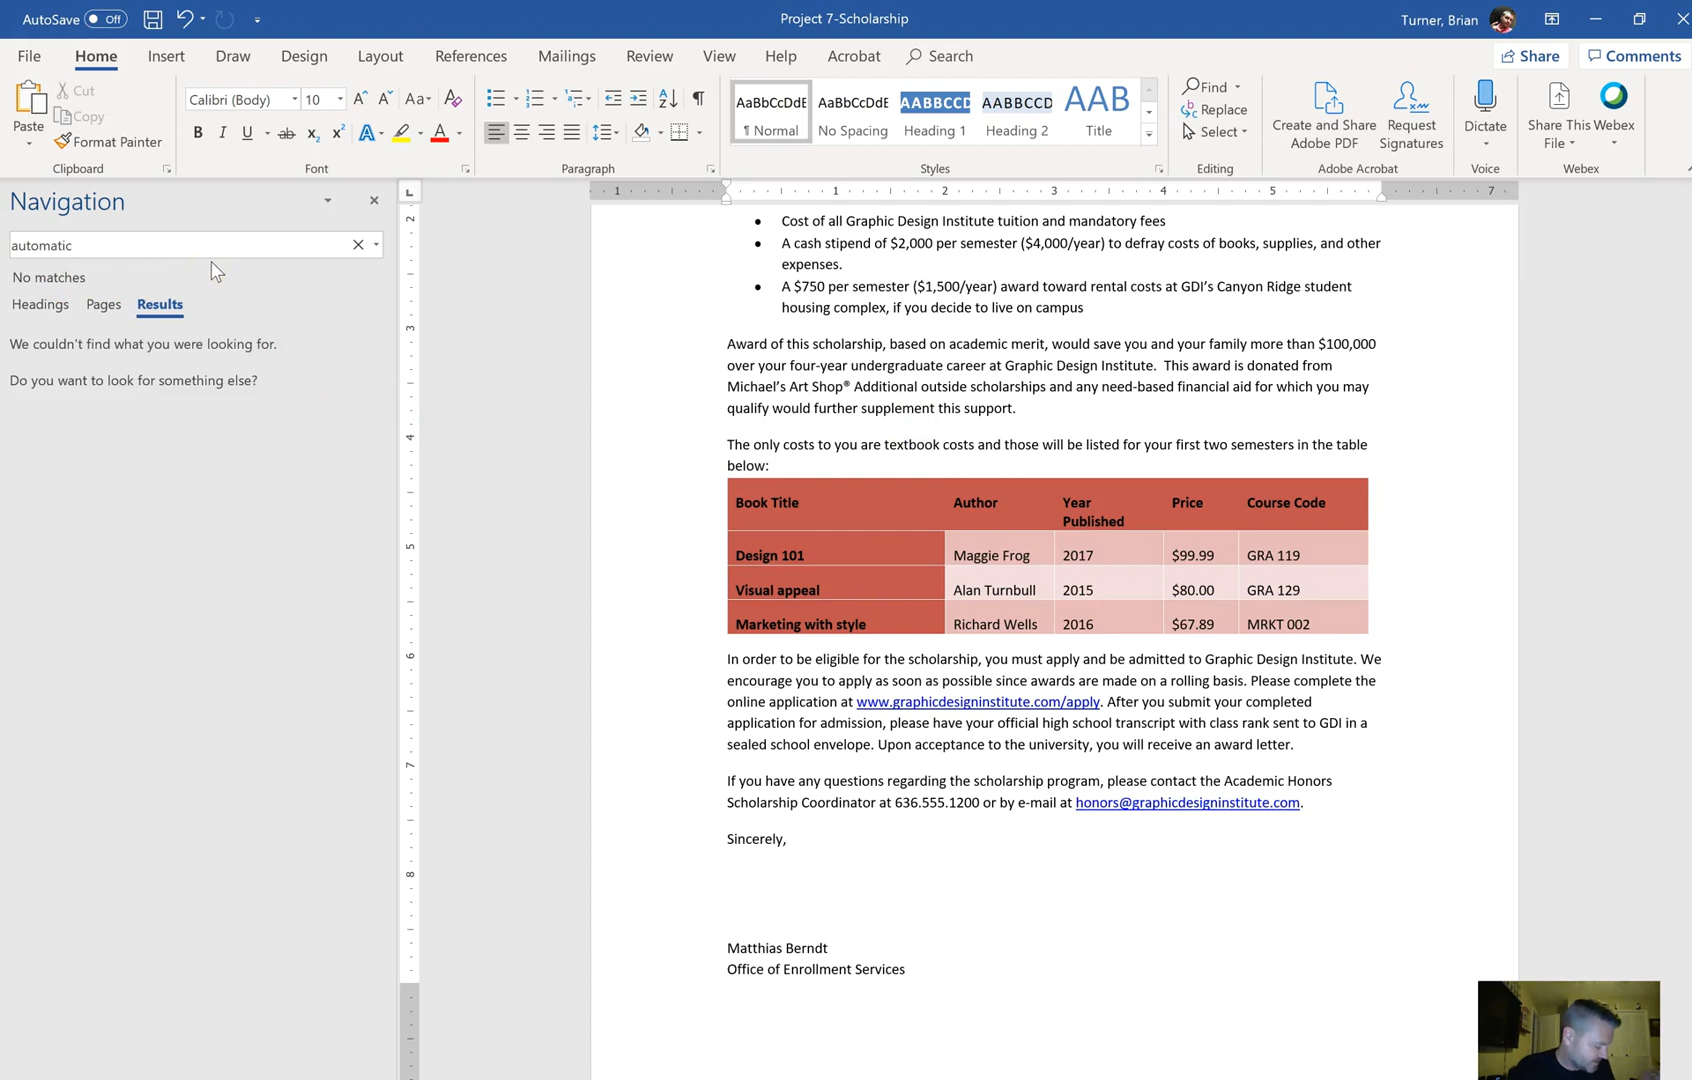 AutoSave Off
Project 7-Scholarship
Turner, Brian
File Home Insert Draw Design Layout References Mailings Review View Help Acrobat Search
Share Comments
Paste
Cut
Copy
Format Painter
Clipboard
Calibri (Body) 10
Font
Paragraph
AaBbCcDdE AaBbCcDdE AABBCCD AABBCCD AAB
¶ Normal No Spacing Heading 1 Heading 2 Title
Styles
Find
Replace
Select
Editing
Create and Share
Adobe PDF
Request
Signatures
Adobe Acrobat
Dictate
Voice
Share This
File
Webex
Webex
Navigation
automatic
No matches
Headings Pages Results
We couldn't find what you were looking for.
Do you want to look for something else?
1 1 2 3 4 5 7
2
3
4
5
6
7
8
• Cost of all Graphic Design Institute tuition and mandatory fees
• A cash stipend of $2,000 per semester ($4,000/year) to defray costs of books, supplies, and other
expenses.
• A $750 per semester ($1,500/year) award toward rental costs at GDI's Canyon Ridge student
housing complex, if you decide to live on campus
Award of this scholarship, based on academic merit, would save you and your family more than $100,000
over your four-year undergraduate career at Graphic Design Institute. This award is donated from
Michael's Art Shop® Additional outside scholarships and any need-based financial aid for which you may
qualify would further supplement this support.
The only costs to you are textbook costs and those will be listed for your first two semesters in the table
below:
Book Title Author Year Published Price Course Code
Design 101 Maggie Frog 2017 $99.99 GRA 119
Visual appeal Alan Turnbull 2015 $80.00 GRA 129
Marketing with style Richard Wells 2016 $67.89 MRKT 002
In order to be eligible for the scholarship, you must apply and be admitted to Graphic Design Institute. We
encourage you to apply as soon as possible since awards are made on a rolling basis. Please complete the
online application at www.graphicdesigninstitute.com/apply. After you submit your completed
application for admission, please have your official high school transcript with class rank sent to GDI in a
sealed school envelope. Upon acceptance to the university, you will receive an award letter.
If you have any questions regarding the scholarship program, please contact the Academic Honors
Scholarship Coordinator at 636.555.1200 or by e-mail at honors@graphicdesigninstitute.com.
Sincerely,
Matthias Berndt
Office of Enrollment Services